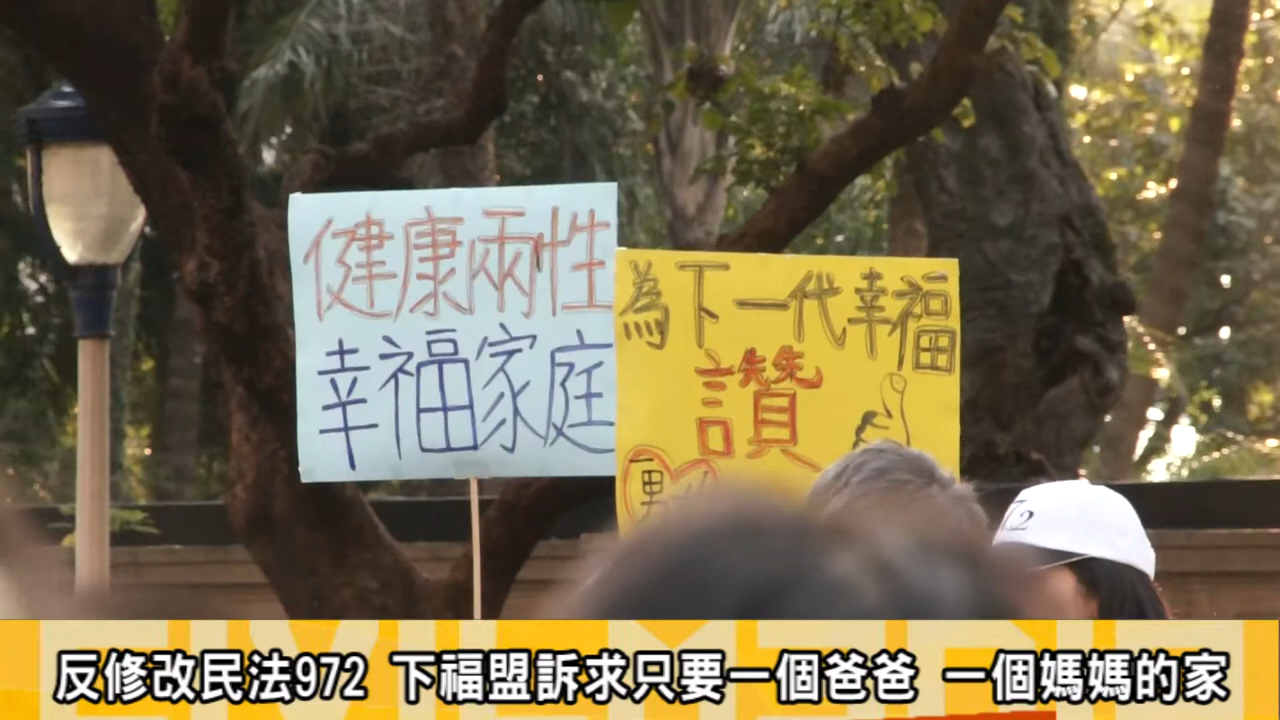 健康兩性
幸福家庭
為下一代幸福
讚
男
反修改民法972 下福盟訴求只要一個爸爸 一個媽媽的家